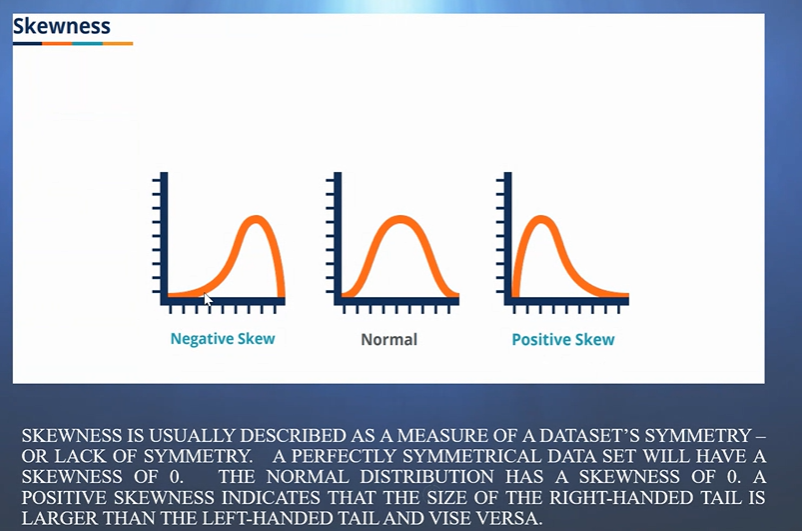 Skewness
Negative Skew
Normal
Positive Skew
SKEWNESS IS USUALLY DESCRIBED AS A MEASURE OF A DATASET'S SYMMETRY –
OR LACK OF SYMMETRY. A PERFECTLY SYMMETRICAL DATA SET WILL HAVE A
SKEWNESS OF 0. THE NORMAL DISTRIBUTION HAS A SKEWNESS OF 0. A
POSITIVE SKEWNESS INDICATES THAT THE SIZE OF THE RIGHT-HANDED TAIL IS
LARGER THAN THE LEFT-HANDED TAIL AND VISE VERSA.